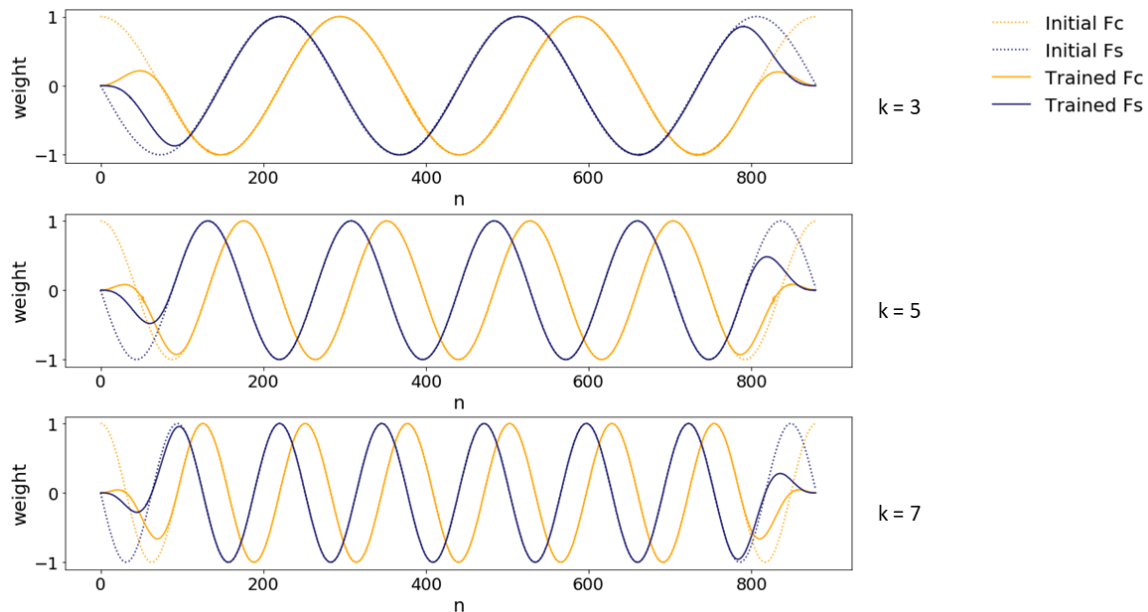 Initial Fc
Initial Fs
Trained Fc
Trained Fs
weight
1
0
−1
0 200 400 600 800
n
k = 3
weight
1
0
−1
0 200 400 600 800
n
k = 5
weight
1
0
−1
0 200 400 600 800
n
k = 7